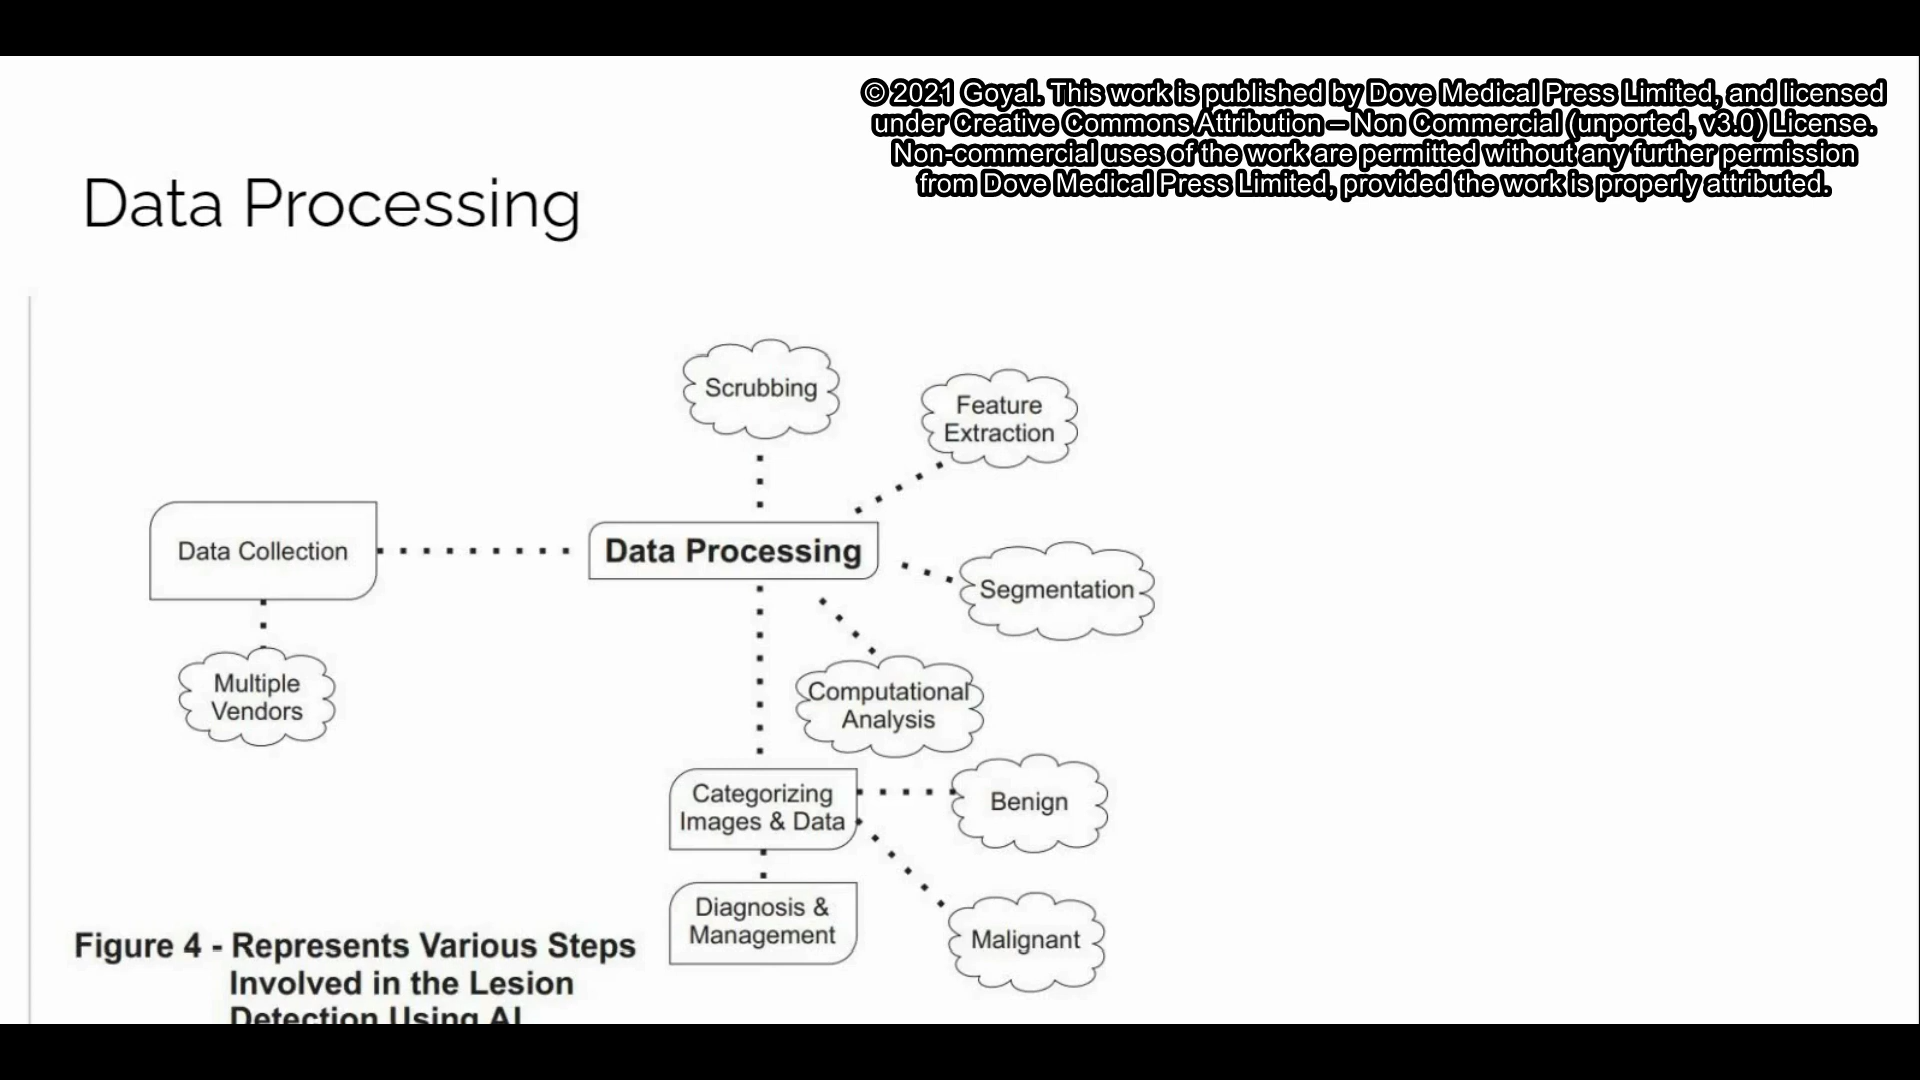 © 2021 Goyal. This work is published by Dove Medical Press Limited, and licensed
under Creative Commons Attribution – Non Commercial (unported, v3.0) License.
Non-commercial uses of the work are permitted without any further permission
from Dove Medical Press Limited, provided the work is properly attributed.
Data Processing
Scrubbing
Feature
Extraction
Data Collection
Data Processing
Segmentation
Multiple
Vendors
Computational
Analysis
Categorizing
Images & Data
Benign
Diagnosis &
Management
Malignant
Figure 4 - Represents Various Steps
Involved in the Lesion
Detection Using AI